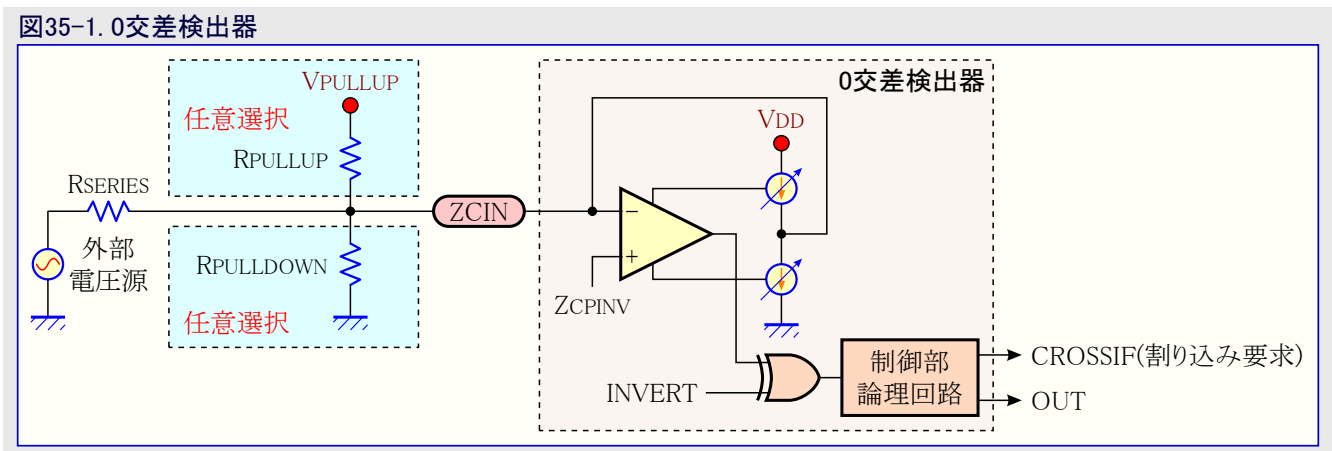 図35-1. 0交差検出器
VPULLUP
任意選択
RPULLUP
RSERIES
外部
電圧源
RPULLDOWN
任意選択
ZCIN
0交差検出器
VDD
−
+
ZCPINV
INVERT
制御部
論理回路
CROSSIF(割り込み要求)
OUT